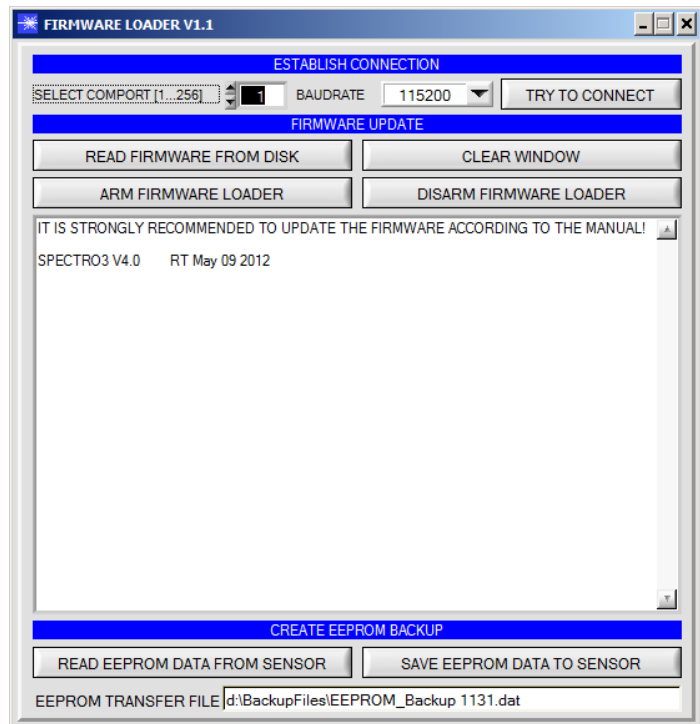 FIRMWARE LOADER V1.1
ESTABLISH CONNECTION
SELECT COMPORT [1...256] 1 BAUDRATE 115200 TRY TO CONNECT
FIRMWARE UPDATE
READ FIRMWARE FROM DISK CLEAR WINDOW
ARM FIRMWARE LOADER DISARM FIRMWARE LOADER
IT IS STRONGLY RECOMMENDED TO UPDATE THE FIRMWARE ACCORDING TO THE MANUAL!
SPECTRO3 V4.0 RT May 09 2012
CREATE EEPROM BACKUP
READ EEPROM DATA FROM SENSOR SAVE EEPROM DATA TO SENSOR
EEPROM TRANSFER FILE d:\BackupFiles\EEPROM_Backup 1131.dat